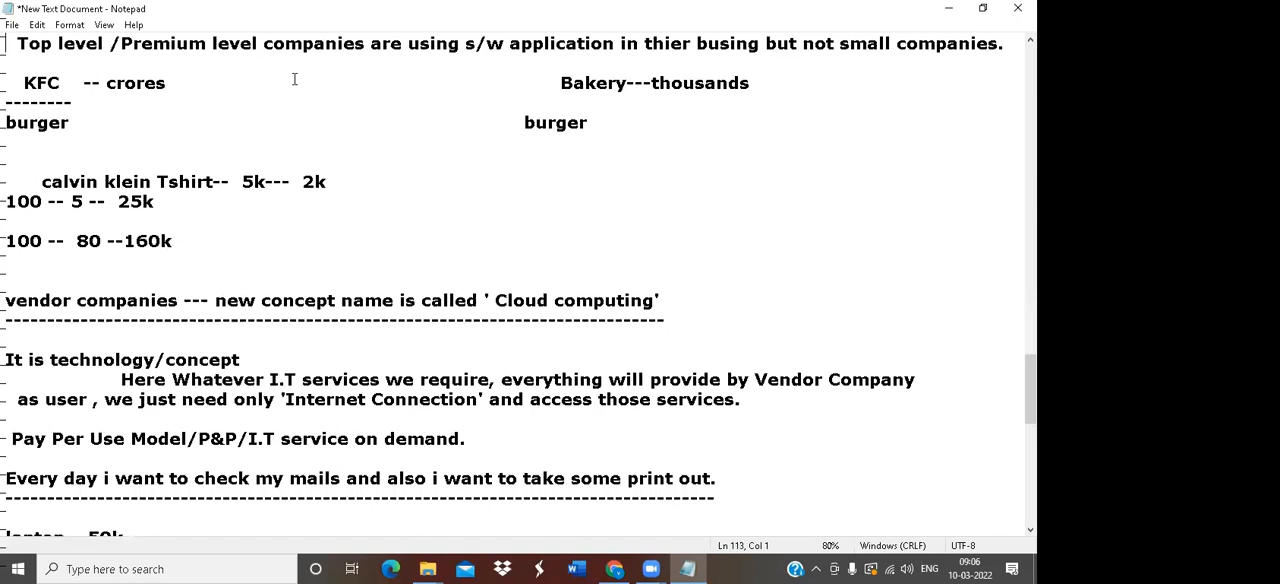 *New Text Document - Notepad
File Edit Format View Help
Top level /Premium level companies are using s/w application in thier busing but not small companies.
KFC -- crores Bakery---thousands
--------
burger burger
calvin klein Tshirt-- 5k--- 2k
100 -- 5 -- 25k
100 -- 80 --160k
vendor companies --- new concept name is called ' Cloud computing'
-------------------------------------------------------------------------------
It is technology/concept
Here Whatever I.T services we require, everything will provide by Vendor Company
as user , we just need only 'Internet Connection' and access those services.
Pay Per Use Model/P&P/I.T service on demand.
Every day i want to check my mails and also i want to take some print out.
-------------------------------------------------------------------------------------
laptop -- 50k
Ln 113, Col 1 80% Windows (CRLF) UTF-8
Type here to search
ENG
09:06
10-03-2022